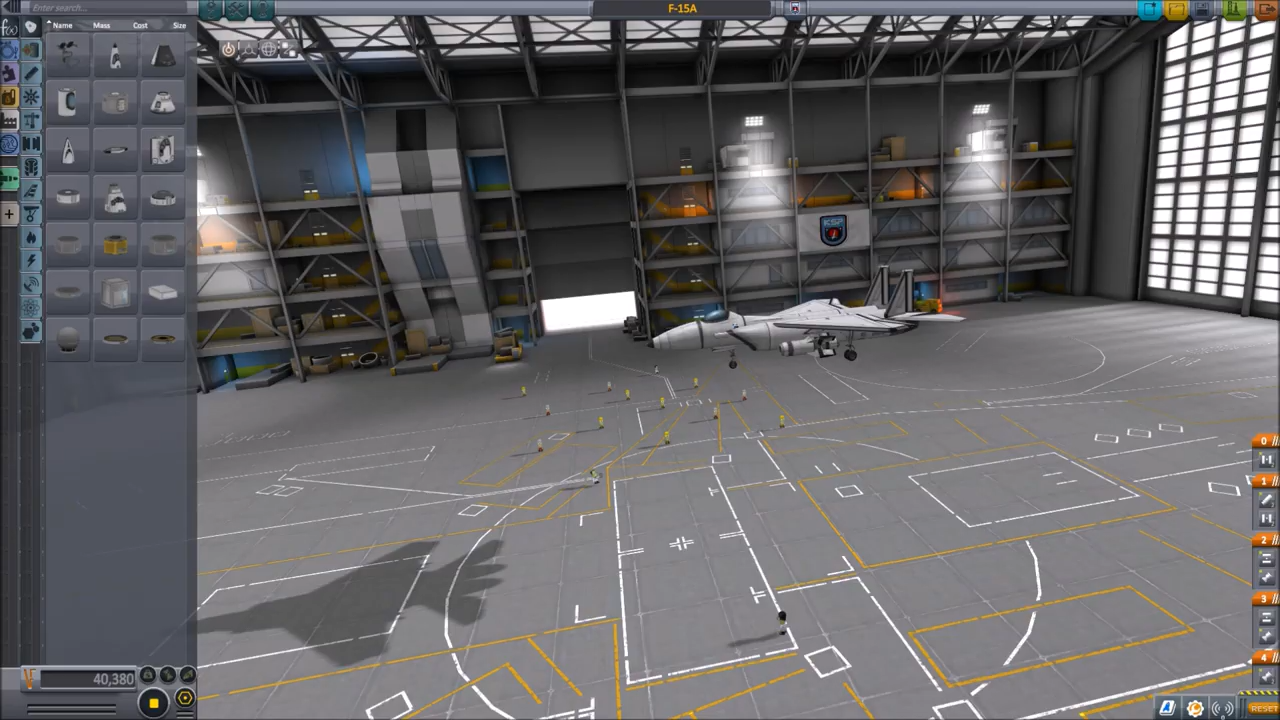 Enter search...
F-15A
Name Mass Cost Size
f(x)
KSP
+
0
1
2
3
4
40,380
A
RESET